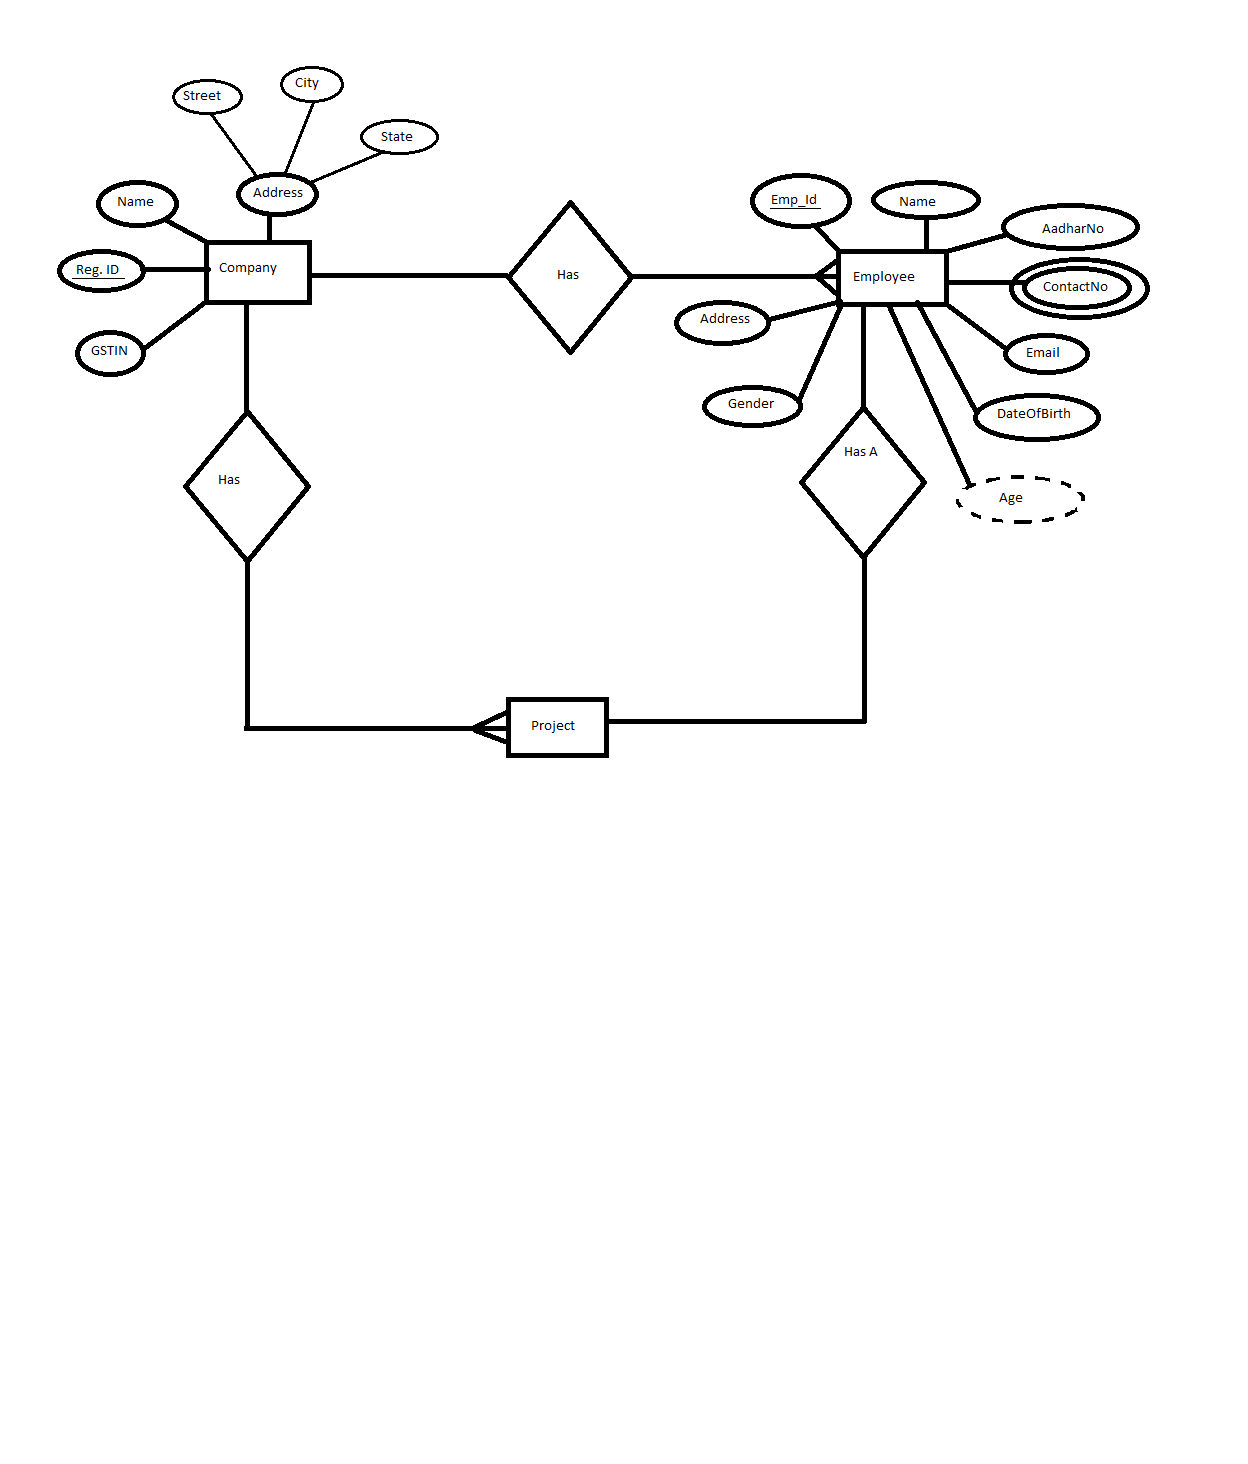 City
Street
State
Address
Name
Reg. ID
Company
GSTIN
Has
Emp_Id
Name
AadharNo
Employee
ContactNo
Address
Email
Gender
DateOfBirth
Has A
Age
Has
Project